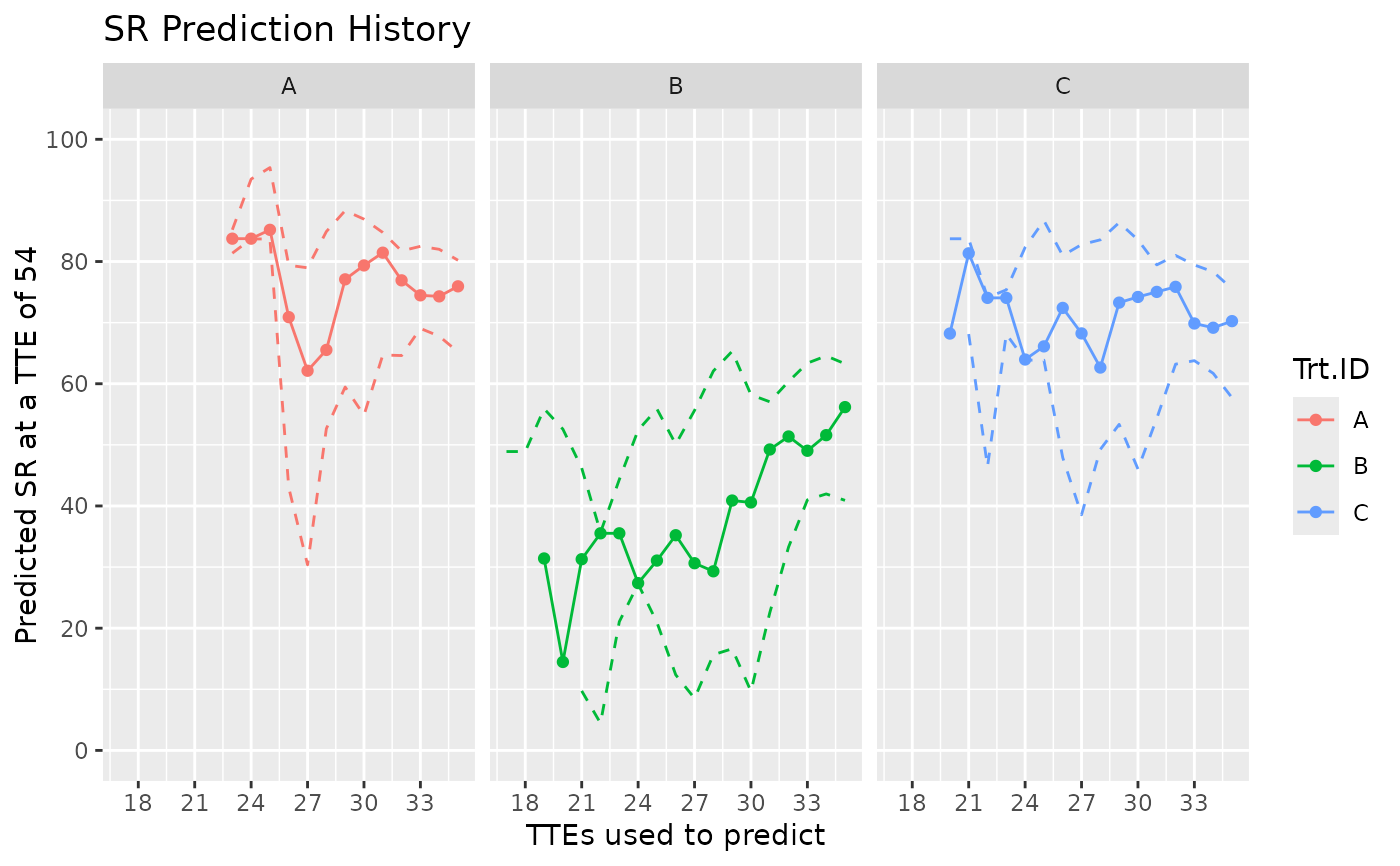 SR Prediction History
A
B
C
Predicted SR at a TTE of 54
100
80
60
40
20
0
18 21 24 27 30 33
18 21 24 27 30 33
18 21 24 27 30 33
TTEs used to predict
Trt.ID
A
B
C